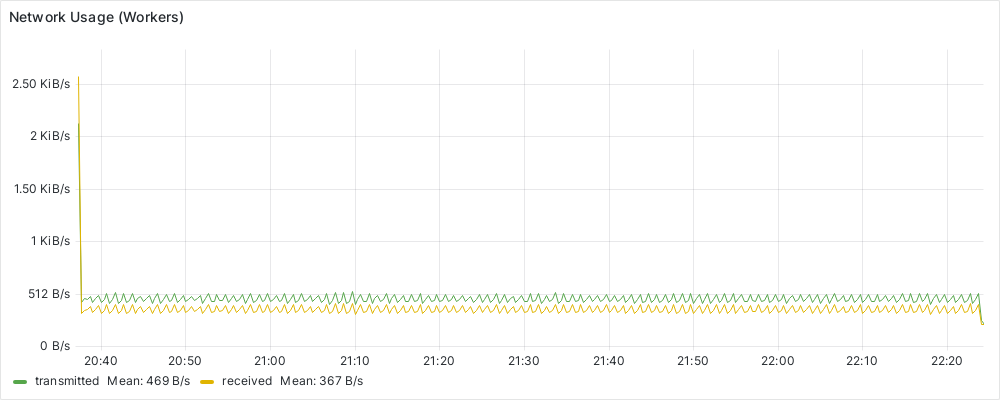 Network Usage (Workers)
2.50 KiB/s
2 KiB/s
1.50 KiB/s
1 KiB/s
512 B/s
0 B/s
20:40 20:50 21:00 21:10 21:20 21:30 21:40 21:50 22:00 22:10 22:20
transmitted Mean: 469 B/s received Mean: 367 B/s